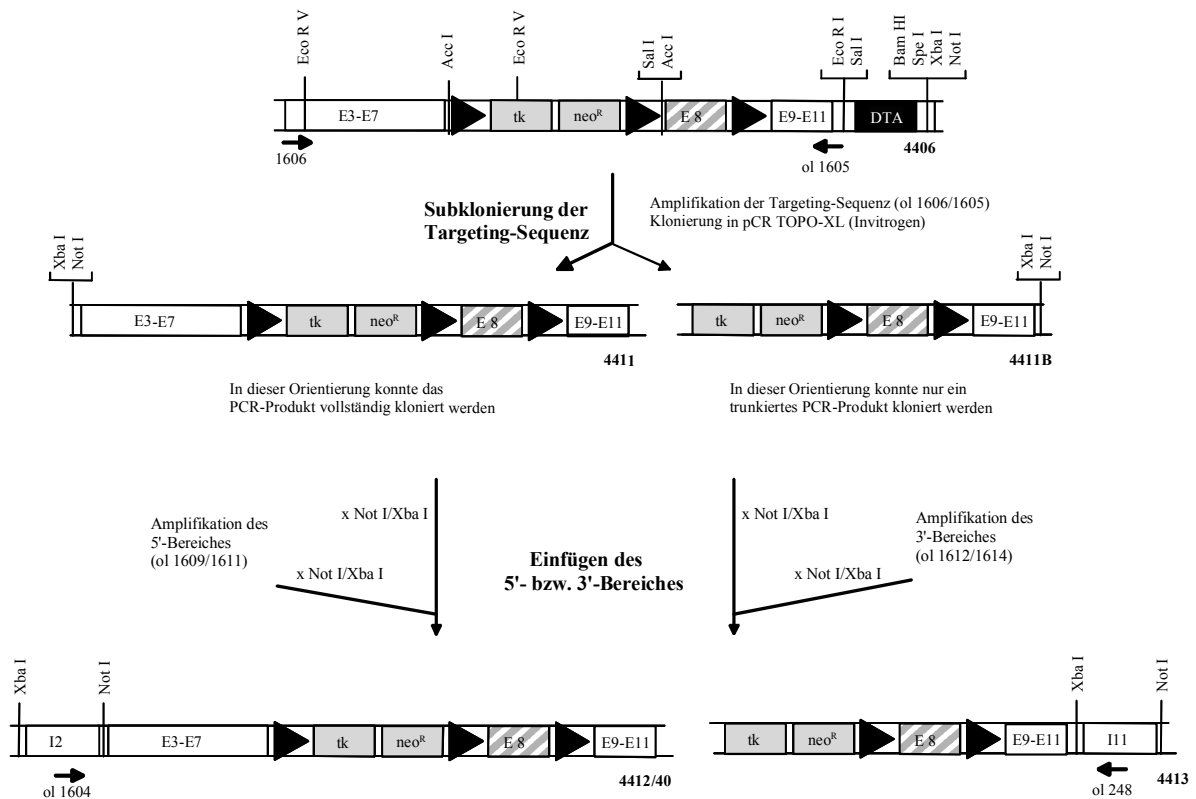 Eco R V
Acc I
Eco R V
Sal I
Acc I
Eco R I
Sal I
Bam HI
Spe I
Xba I
Not I
E3-E7
tk
neoR
E 8
E9-E11
DTA
4406
1606
ol 1605
Subklonierung der
Targeting-Sequenz
Amplifikation der Targeting-Sequenz (ol 1606/1605)
Klonierung in pCR TOPO-XL (Invitrogen)
Xba I
Not I
Xba I
Not I
E3-E7
tk
neoR
E 8
E9-E11
4411
tk
neoR
E 8
E9-E11
4411B
In dieser Orientierung konnte das
PCR-Produkt vollständig kloniert werden
In dieser Orientierung konnte nur ein
trunkiertes PCR-Produkt kloniert werden
Amplifikation des
5'-Bereiches
(ol 1609/1611)
x Not I/Xba I
x Not I/Xba I
Einfügen des
5'- bzw. 3'-Bereiches
x Not I/Xba I
x Not I/Xba I
Amplifikation des
3'-Bereiches
(ol 1612/1614)
Xba I
Not I
Xba I
Not I
I2
E3-E7
tk
neoR
E 8
E9-E11
ol 1604
4412/40
tk
neoR
E 8
E9-E11
I11
ol 248
4413